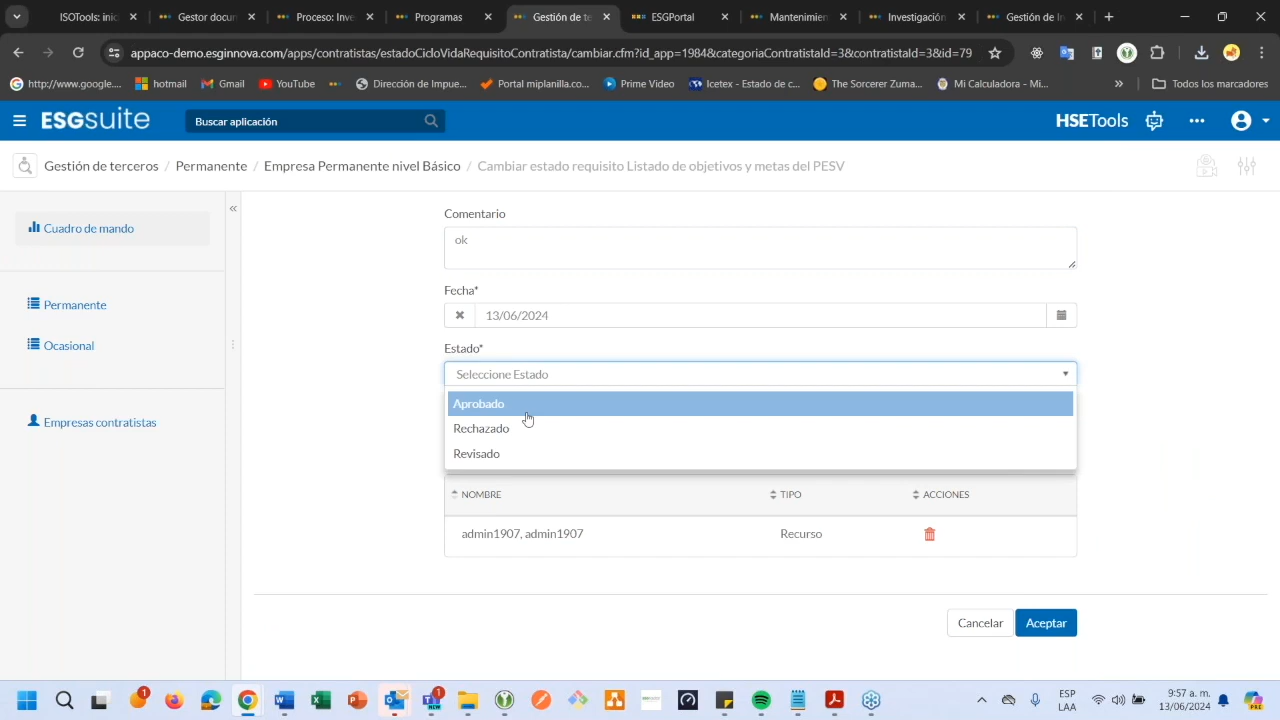 ISOTools: inic
Gestor docun
Proceso: Inve
Programas
Gestión de te
ESGPortal
Mantenimien
Investigación
Gestión de In
appaco-demo.esginnova.com/apps/contratistas/estadoCicloVidaRequisitoContratista/cambiar.cfm?id_app=1984&categoriaContratistaId=3&contratistaId=3&id=79
http://www.google....
hotmail
Gmail
YouTube
Dirección de Impue...
Portal miplanilla.co...
Prime Video
Icetex - Estado de c...
The Sorcerer Zuma...
Mi Calculadora - Mi...
»
Todos los marcadores
ESGsuite
Buscar aplicación
HSETools
Gestión de terceros / Permanente / Empresa Permanente nivel Básico / Cambiar estado requisito Listado de objetivos y metas del PESV
«
Cuadro de mando
Permanente
Ocasional
Empresas contratistas
Comentario
ok
Fecha*
13/06/2024
Estado*
Seleccione Estado
Aprobado
Rechazado
Revisado
NOMBRE TIPO ACCIONES
admin1907, admin1907 Recurso
Cancelar Aceptar
1
1
ESP
LAA
9:57 a. m.
13/06/2024